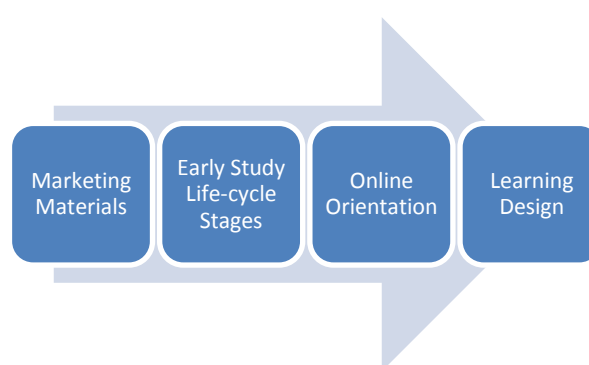 Marketing
Materials
Early Study
Life-cycle
Stages
Online
Orientation
Learning
Design